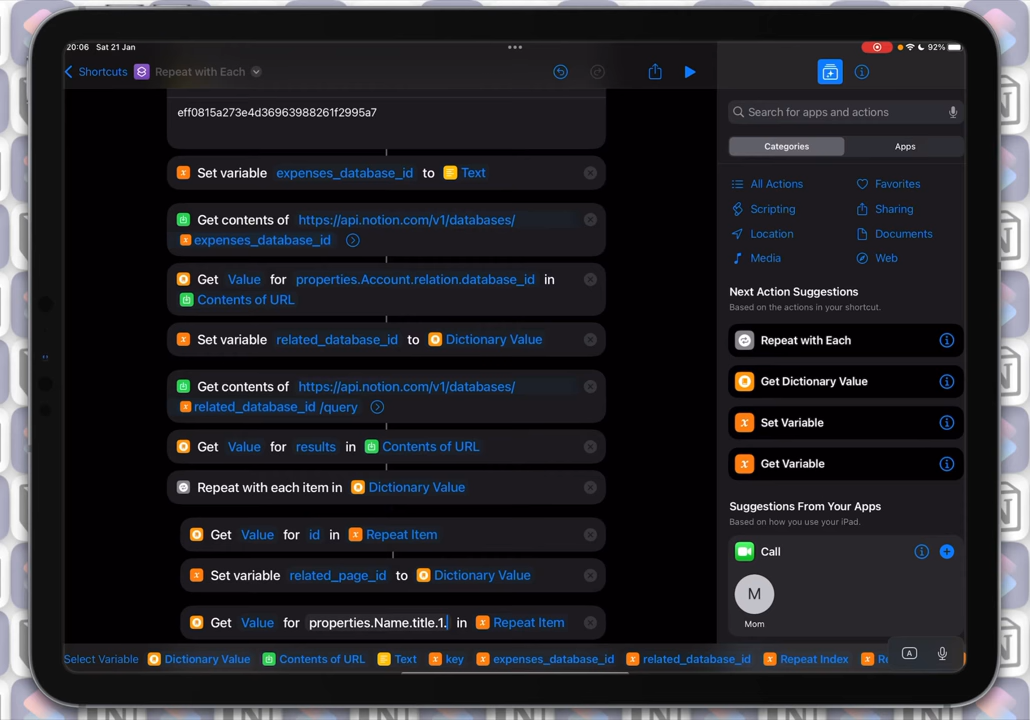 20:06 Sat 21 Jan
92%
Shortcuts Repeat with Each
eff0815a273e4d36963988261f2995a7
Set variable expenses_database_id to Text
Get contents of https://api.notion.com/v1/databases/
expenses_database_id
Get Value for properties.Account.relation.database_id in
Contents of URL
Set variable related_database_id to Dictionary Value
Get contents of https://api.notion.com/v1/databases/
related_database_id /query
Get Value for results in Contents of URL
Repeat with each item in Dictionary Value
Get Value for id in Repeat Item
Set variable related_page_id to Dictionary Value
Get Value for properties.Name.title.1. in Repeat Item
Search for apps and actions
Categories Apps
All Actions Favorites
Scripting Sharing
Location Documents
Media Web
Next Action Suggestions
Based on the actions in your shortcut.
Repeat with Each
Get Dictionary Value
Set Variable
Get Variable
Suggestions From Your Apps
Based on how you use your iPad.
Call
M
Mom
Select Variable Dictionary Value Contents of URL Text key expenses_database_id related_database_id Repeat Index Re
A